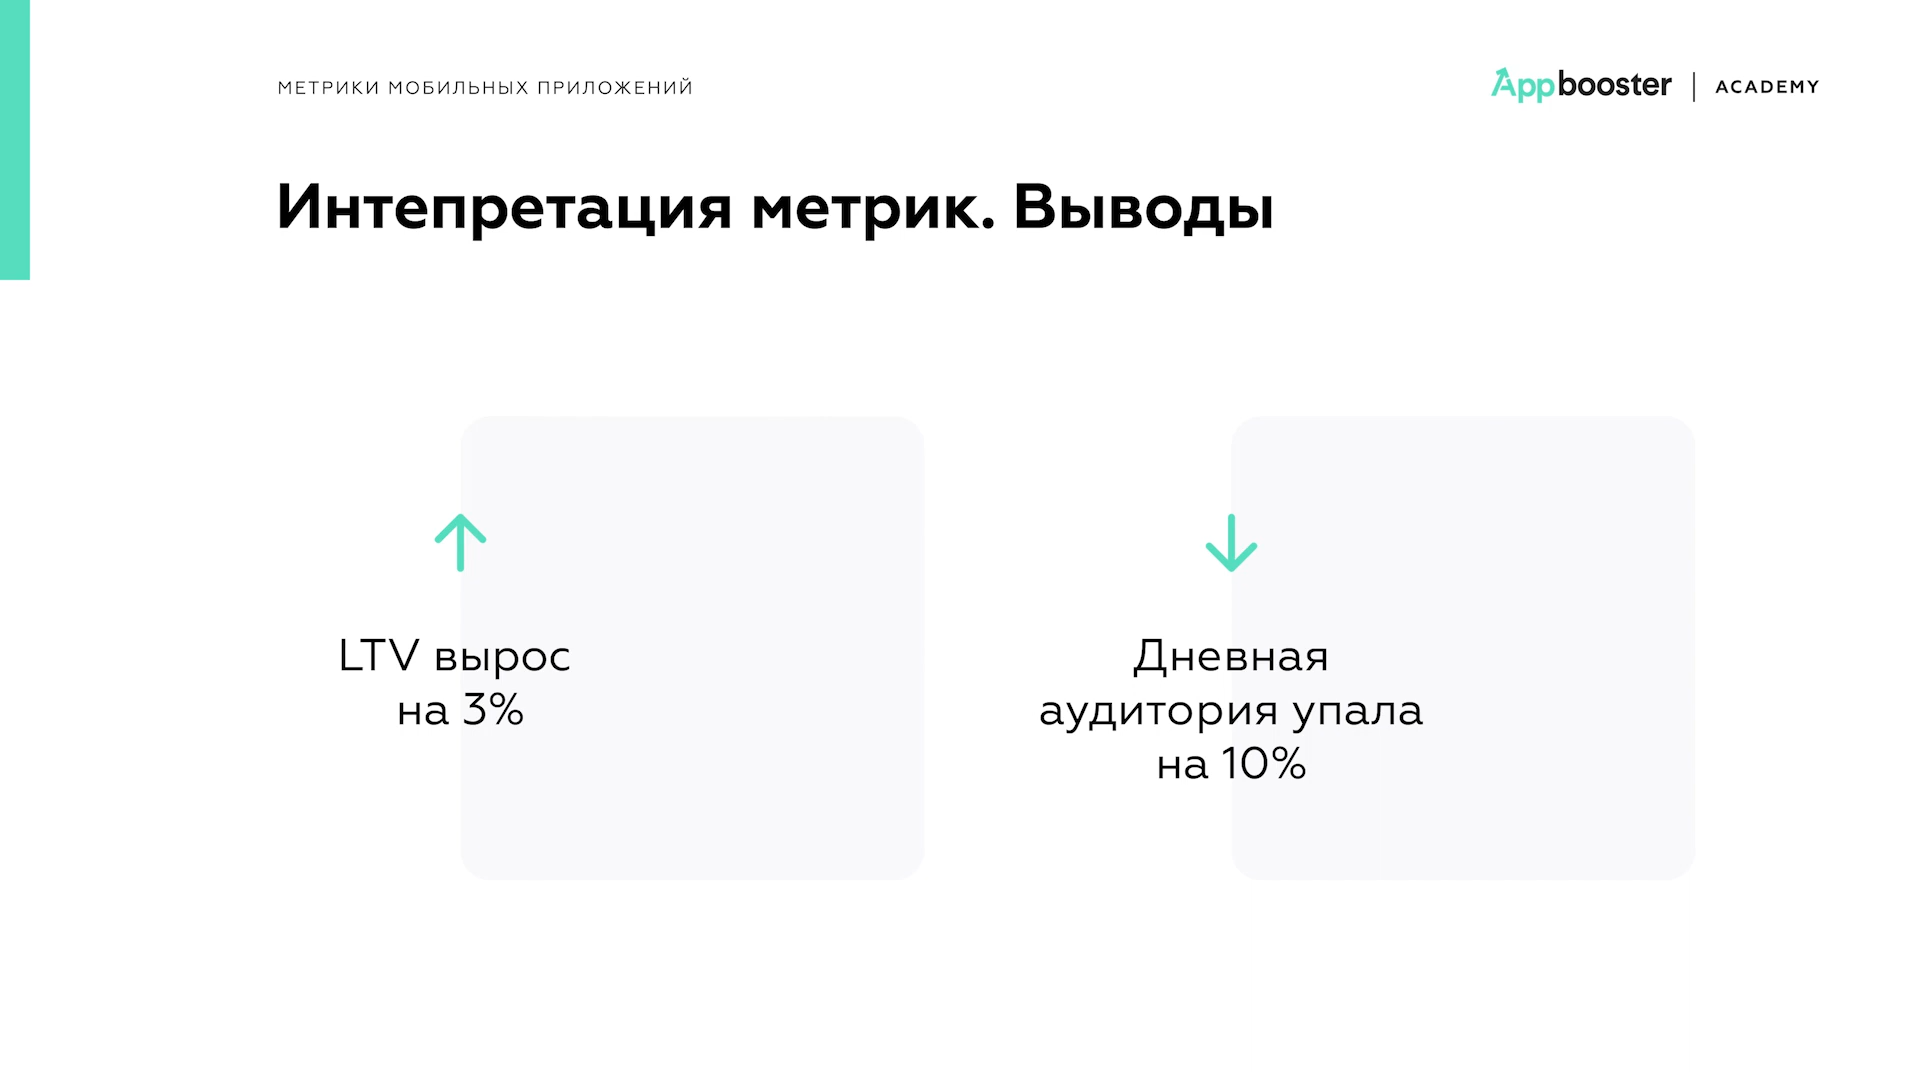 МЕТРИКИ МОБИЛЬНЫХ ПРИЛОЖЕНИЙ
Appbooster | ACADEMY
Интепретация метрик. Выводы
LTV вырос
на 3%
Дневная
аудитория упала
на 10%